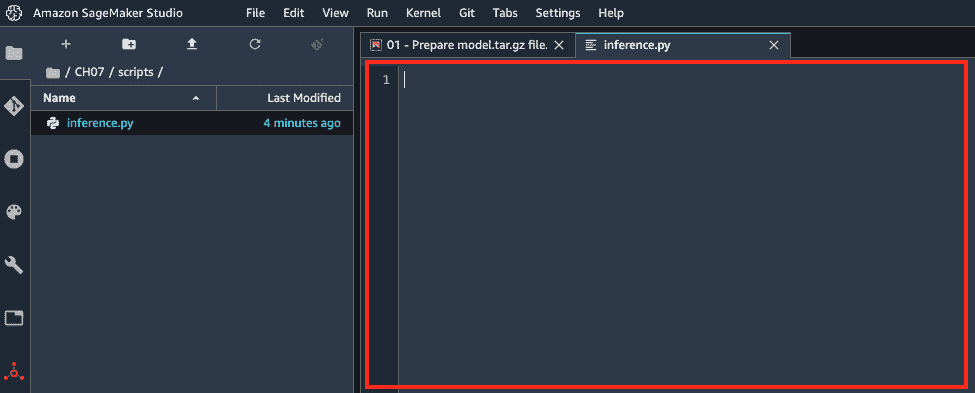 Amazon SageMaker Studio File Edit View Run Kernel Git Tabs Settings Help
01 - Prepare model.tar.gz file. inference.py
/ CH07 / scripts /
Name Last Modified
inference.py 4 minutes ago
1